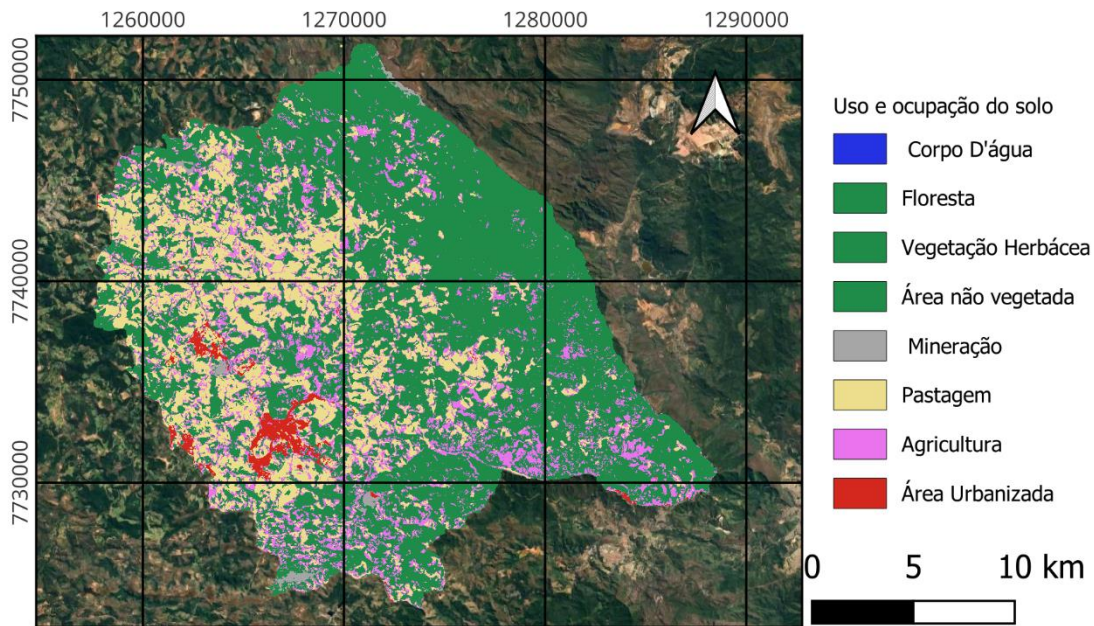 1260000 1270000 1280000 1290000
7750000
7740000
7730000
Uso e ocupação do solo
Corpo D'água
Floresta
Vegetação Herbácea
Área não vegetada
Mineração
Pastagem
Agricultura
Área Urbanizada
0 5 10 km